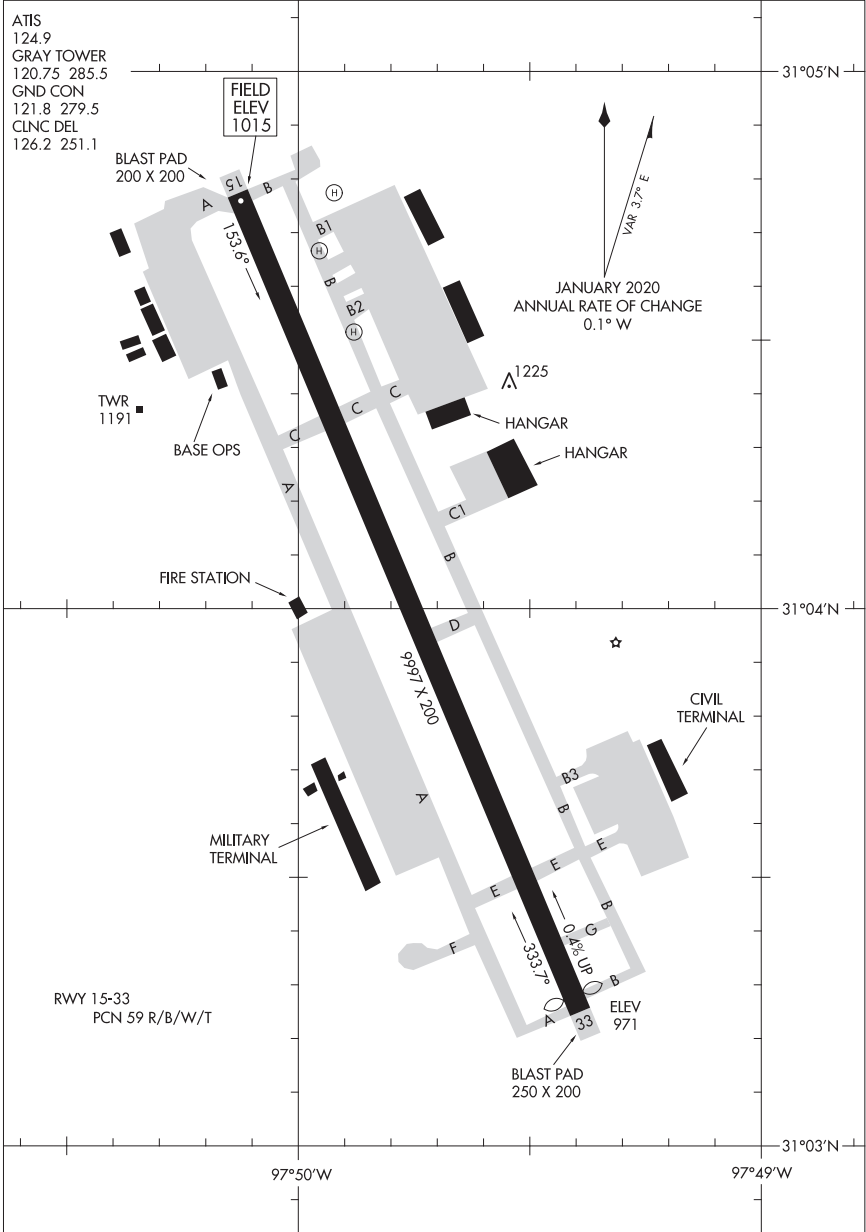 ATIS
124.9
GRAY TOWER
120.75 285.5
GND CON
121.8 279.5
CLNC DEL
126.2 251.1
FIELD
ELEV
1015
31°05'N
BLAST PAD
200 X 200
15
B
A
H
B1
H
153.6°
B
B2
H
VAR 3.7° E
JANUARY 2020
ANNUAL RATE OF CHANGE
0.1° W
1225
TWR
1191
BASE OPS
C
C
C
HANGAR
HANGAR
A
C1
B
FIRE STATION
31°04'N
D
9997 X 200
CIVIL
TERMINAL
B3
B
A
MILITARY
TERMINAL
E
E
E
B
G
F
333.7°
0.4% UP
B
A
33
ELEV
971
RWY 15-33
PCN 59 R/B/W/T
BLAST PAD
250 X 200
31°03'N
97°50'W
97°49'W